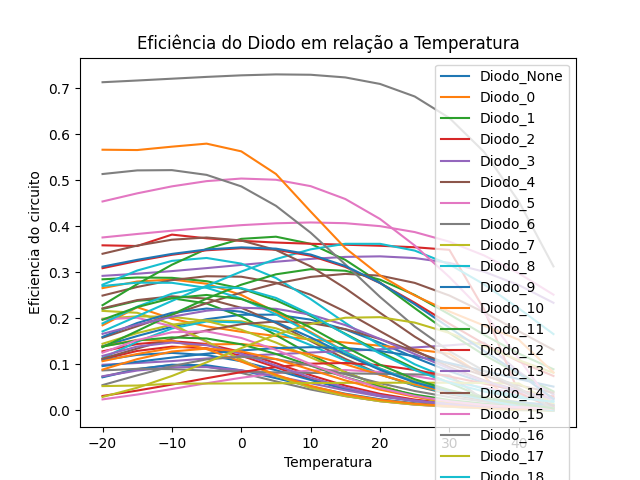 Eficiência do Diodo em relação a Temperatura
Eficiencia do circuito
0.7
0.6
0.5
0.4
0.3
0.2
0.1
0.0
−20
−10
0
10
20
30
40
Temperatura
Diodo_None
Diodo_0
Diodo_1
Diodo_2
Diodo_3
Diodo_4
Diodo_5
Diodo_6
Diodo_7
Diodo_8
Diodo_9
Diodo_10
Diodo_11
Diodo_12
Diodo_13
Diodo_14
Diodo_15
Diodo_16
Diodo_17
Diodo_18